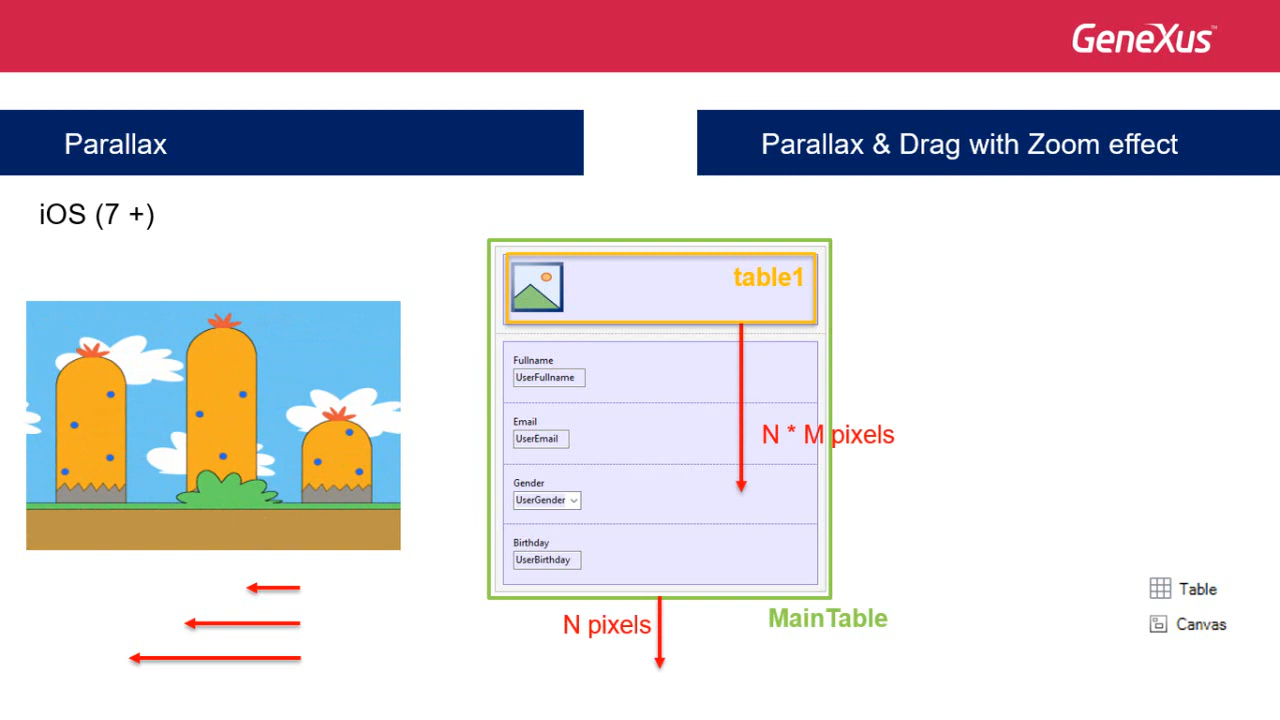 GeneXus™
Parallax
Parallax & Drag with Zoom effect
iOS (7 +)
table1
Fullname
UserFullname
Email
UserEmail
N * M pixels
Gender
UserGender
Birthday
UserBirthday
N pixels
MainTable
Table
Canvas